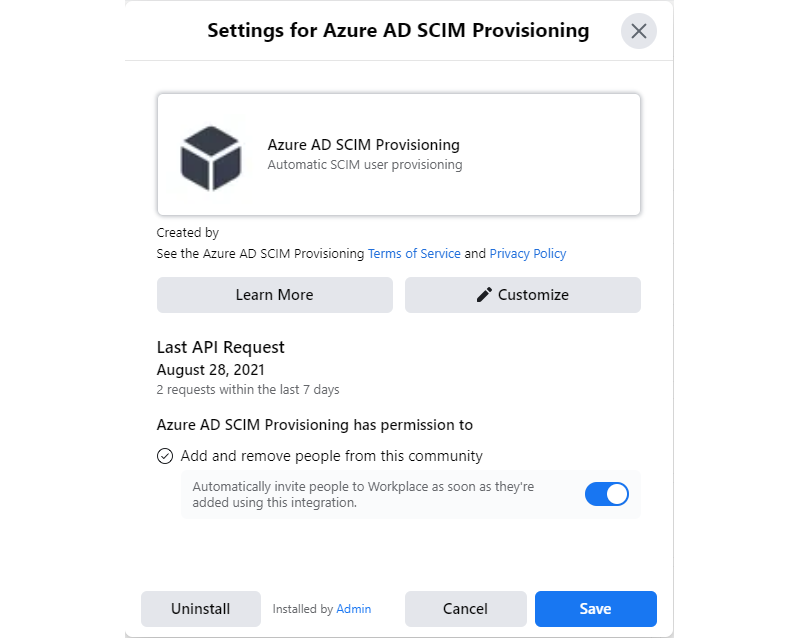 Settings for Azure AD SCIM Provisioning
Azure AD SCIM Provisioning
Automatic SCIM user provisioning
Created by
See the Azure AD SCIM Provisioning Terms of Service and Privacy Policy
Learn More
Customize
Last API Request
August 28, 2021
2 requests within the last 7 days
Azure AD SCIM Provisioning has permission to
Add and remove people from this community
Automatically invite people to Workplace as soon as they're
added using this integration.
Uninstall
Installed by Admin
Cancel
Save